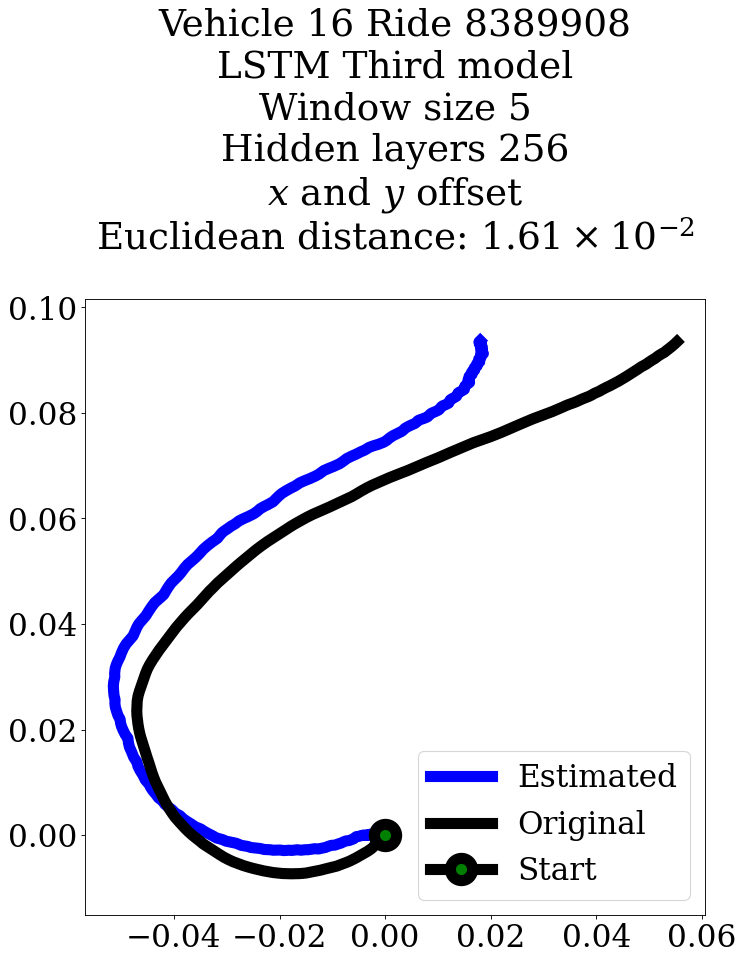 Vehicle 16 Ride 8389908
LSTM Third model
Window size 5
Hidden layers 256
x and y offset
Euclidean distance: 1.61 × 10⁻²
0.10
0.08
0.06
0.04
0.02
0.00
−0.04 −0.02 0.00 0.02 0.04 0.06
Estimated
Original
Start